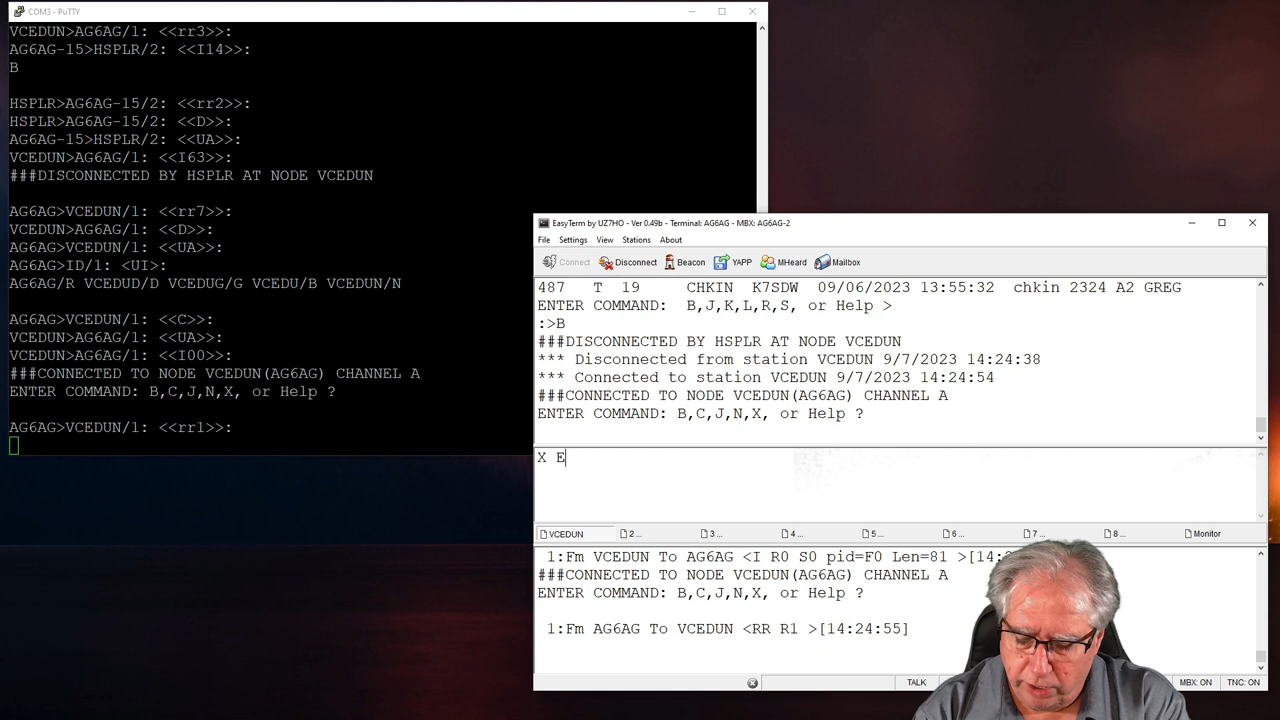 COM3 - PuTTY
VCEDUN>AG6AG/1: <<rr3>>:
AG6AG-15>HSPLR/2: <<I14>>:
B
HSPLR>AG6AG-15/2: <<rr2>>:
HSPLR>AG6AG-15/2: <<D>>:
AG6AG-15>HSPLR/2: <<UA>>:
VCEDUN>AG6AG/1: <<I63>>:
###DISCONNECTED BY HSPLR AT NODE VCEDUN
AG6AG>VCEDUN/1: <<rr7>>:
VCEDUN>AG6AG/1: <<D>>:
AG6AG>VCEDUN/1: <<UA>>:
AG6AG>ID/1: <UI>:
AG6AG/R VCEDUD/D VCEDUG/G VCEDU/B VCEDUN/N
AG6AG>VCEDUN/1: <<C>>:
VCEDUN>AG6AG/1: <<UA>>:
VCEDUN>AG6AG/1: <<I00>>:
###CONNECTED TO NODE VCEDUN(AG6AG) CHANNEL A
ENTER COMMAND: B,C,J,N,X, or Help ?
AG6AG>VCEDUN/1: <<rr1>>:
EasyTerm by UZ7HO - Ver 0.49b - Terminal: AG6AG - MBX: AG6AG-2
File Settings View Stations About
Connect Disconnect Beacon YAPP MHeard Mailbox
487 T 19 CHKIN K7SDW 09/06/2023 13:55:32 chkin 2324 A2 GREG
ENTER COMMAND: B,J,K,L,R,S, or Help >
:>B
###DISCONNECTED BY HSPLR AT NODE VCEDUN
*** Disconnected from station VCEDUN 9/7/2023 14:24:38
*** Connected to station VCEDUN 9/7/2023 14:24:54
###CONNECTED TO NODE VCEDUN(AG6AG) CHANNEL A
ENTER COMMAND: B,C,J,N,X, or Help ?
X E
VCEDUN 2 ... 3 ... 4 ... 5 ... 6 ... 7 ... 8 ... Monitor
1:Fm VCEDUN To AG6AG <I R0 S0 pid=F0 Len=81 >[14:
###CONNECTED TO NODE VCEDUN(AG6AG) CHANNEL A
ENTER COMMAND: B,C,J,N,X, or Help ?
1:Fm AG6AG To VCEDUN <RR R1 >[14:24:55]
TALK MBX: ON TNC: ON